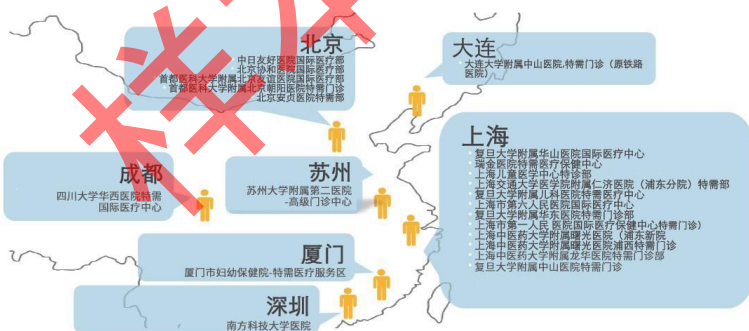 样本
北京
中日友好医院国际医疗部
北京协和医院国际医疗部
首都医科大学附属北京友谊医院国际医疗部
首都医科大学附属北京朝阳医院特需门诊
北京安贞医院特需部
大连
大连大学附属中山医院,特需门诊（原铁路
医院）
上海
复旦大学附属华山医院国际医疗中心
瑞金医院特需医疗保健中心
上海儿童医学中心特诊部
上海交通大学医学院附属仁济医院（浦东分院）特需部
复旦大学附属儿科医院特需医疗中心
上海市第六人民医院国际医疗中心
复旦大学附属华东医院特需门诊部
上海市第一人民医院国际医疗保健中心特需门诊）
上海中医药大学附属曙光医院（浦东新院
上海中医药大学附属曙光医院浦西特需门诊
上海中医药大学附属龙华医院特需门诊部
复旦大学附属中山医院特需门诊
成都
四川大学华西医院特需
国际医疗中心
苏州
苏州大学附属第二医院
-高级门诊中心
厦门
厦门市妇幼保健院-特需医疗服务区
深圳
南方科技大学医院